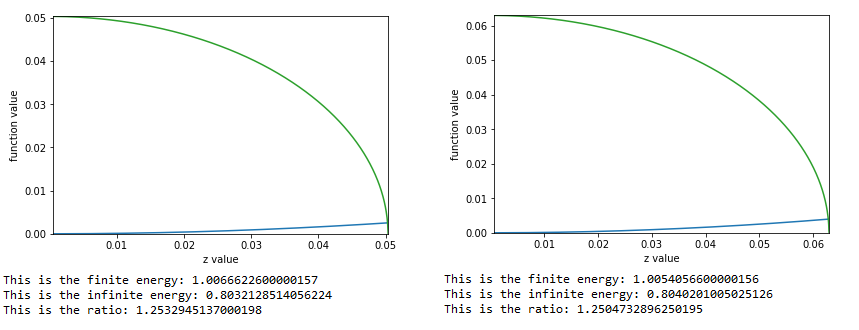 0.05
0.04
0.03
0.02
0.01
0.00
function value
0.01 0.02 0.03 0.04 0.05
z value
This is the finite energy: 1.0066622600000157
This is the infinite energy: 0.8032128514056224
This is the ratio: 1.2532945137000198
0.06
0.05
0.04
0.03
0.02
0.01
0.00
function value
0.01 0.02 0.03 0.04 0.05 0.06
z value
This is the finite energy: 1.0054056600000156
This is the infinite energy: 0.8040201005025126
This is the ratio: 1.2504732896250195